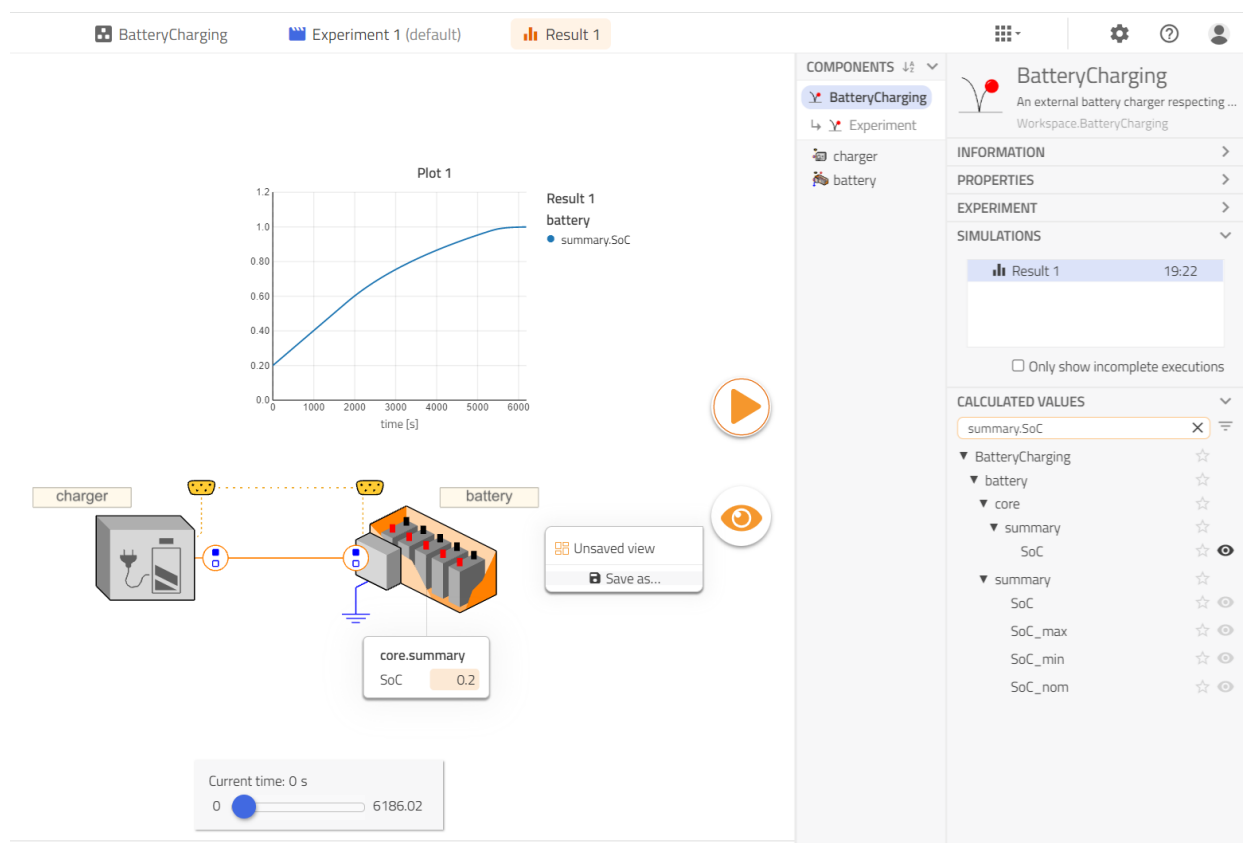 BatteryCharging
Experiment 1 (default)
Result 1
Plot 1
1.2
1.0
0.80
0.60
0.40
0.20
0.0
0 1000 2000 3000 4000 5000 6000
time [s]
Result 1
battery
summary.SoC
charger
battery
Unsaved view
Save as...
core.summary
SoC 0.2
Current time: 0 s
0 6186.02
COMPONENTS
BatteryCharging
Experiment
charger
battery
BatteryCharging
An external battery charger respecting ...
Workspace.BatteryCharging
INFORMATION
PROPERTIES
EXPERIMENT
SIMULATIONS
Result 1 19:22
Only show incomplete executions
CALCULATED VALUES
summary.SoC
BatteryCharging
battery
core
summary
SoC
summary
SoC
SoC_max
SoC_min
SoC_nom